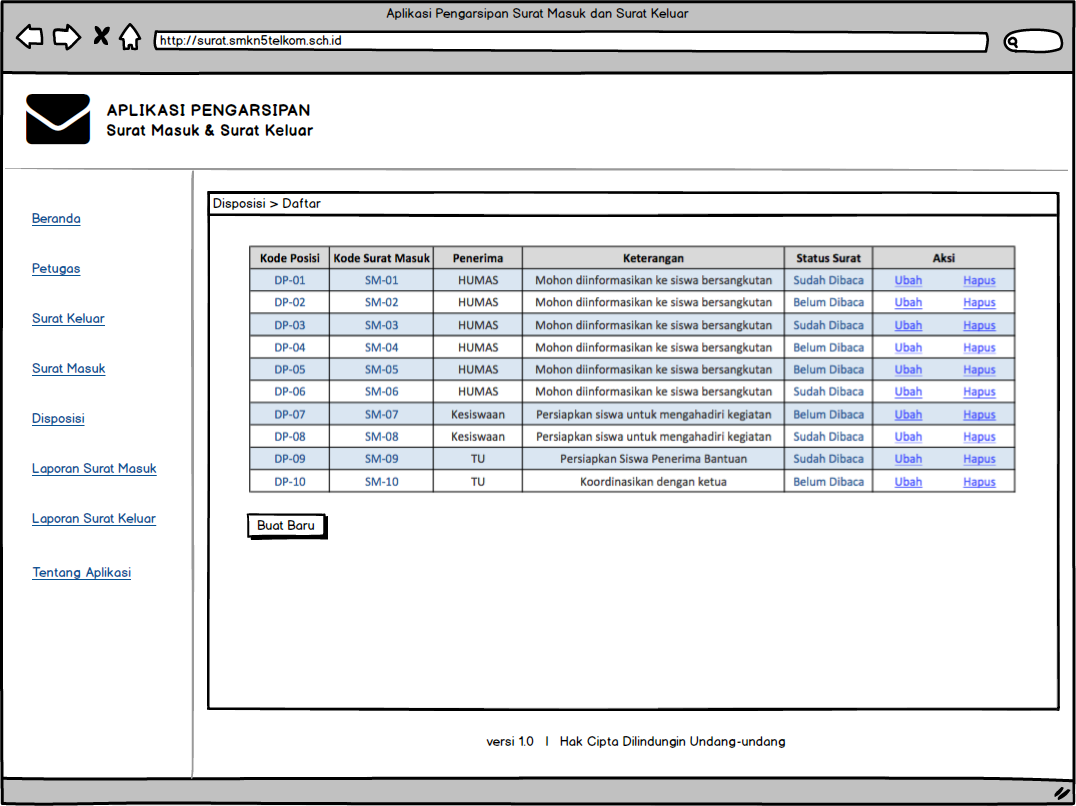 Aplikasi Pengarsipan Surat Masuk dan Surat Keluar
http://surat.smkn5telkom.sch.id
APLIKASI PENGARSIPAN
Surat Masuk & Surat Keluar
Beranda
Petugas
Surat Keluar
Surat Masuk
Disposisi
Laporan Surat Masuk
Laporan Surat Keluar
Tentang Aplikasi
Disposisi > Daftar
Kode Posisi Kode Surat Masuk Penerima Keterangan Status Surat Aksi
DP-01 SM-01 HUMAS Mohon diinformasikan ke siswa bersangkutan Sudah Dibaca Ubah Hapus
DP-02 SM-02 HUMAS Mohon diinformasikan ke siswa bersangkutan Belum Dibaca Ubah Hapus
DP-03 SM-03 HUMAS Mohon diinformasikan ke siswa bersangkutan Sudah Dibaca Ubah Hapus
DP-04 SM-04 HUMAS Mohon diinformasikan ke siswa bersangkutan Belum Dibaca Ubah Hapus
DP-05 SM-05 HUMAS Mohon diinformasikan ke siswa bersangkutan Belum Dibaca Ubah Hapus
DP-06 SM-06 HUMAS Mohon diinformasikan ke siswa bersangkutan Sudah Dibaca Ubah Hapus
DP-07 SM-07 Kesiswaan Persiapkan siswa untuk mengahadiri kegiatan Belum Dibaca Ubah Hapus
DP-08 SM-08 Kesiswaan Persiapkan siswa untuk mengahadiri kegiatan Sudah Dibaca Ubah Hapus
DP-09 SM-09 TU Persiapkan Siswa Penerima Bantuan Sudah Dibaca Ubah Hapus
DP-10 SM-10 TU Koordinasikan dengan ketua Belum Dibaca Ubah Hapus
Buat Baru
versi 1.0 | Hak Cipta Dilindungin Undang-undang